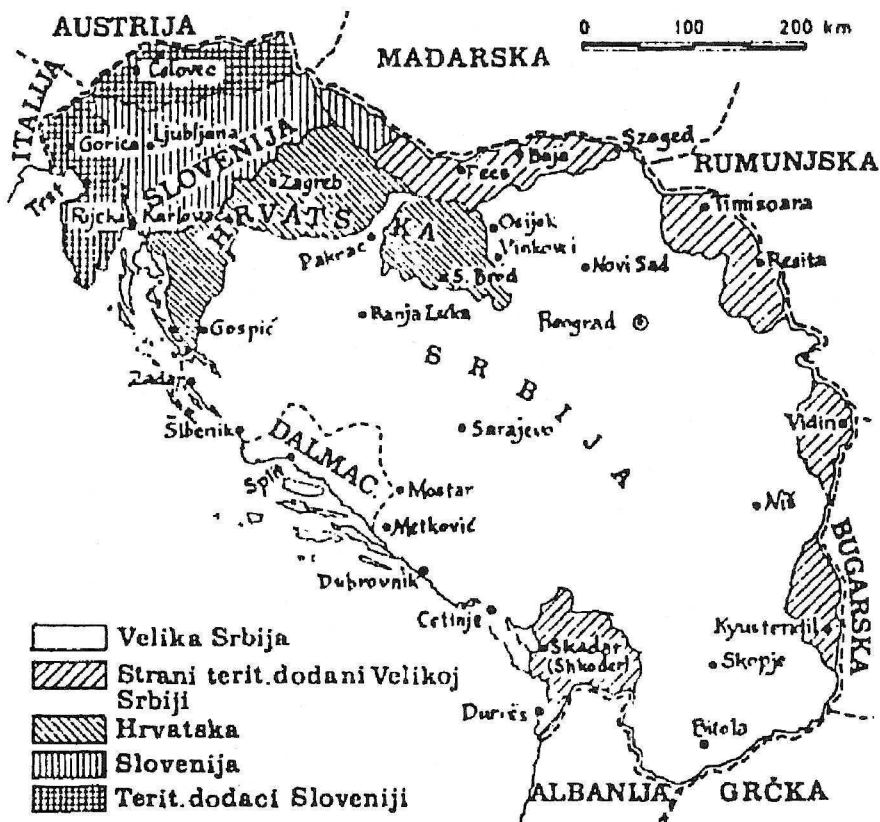 AUSTRIJA
0 100 200 km
MAĐARSKA
Celovec
ITALIJA
Gorica
Ljubljana
SLOVENIJA
Szeged
Baja
Pecs
RUMUNJSKA
Zagreb
Trst
Rijeka
Karlovac
HRVATSKA
Timisoara
Osijek
Pakrac
Vinkovci
Novi Sad
Resita
S. Brod
Banja Luka
Beograd
Gospić
SRBIJA
Zadar
Vidin
Šibenik
Sarajevo
DALMAC.
Split
Mostar
Niš
Metković
BUGARSKA
Dubrovnik
Cetinje
Kyustendil
Skadar
(Shkoder)
Skopje
Durrës
Bitola
ALBANIJA
GRČKA
Velika Srbija
Strani terit.dodani Velikoj
Srbiji
Hrvatska
Slovenija
Terit.dodaci Sloveniji